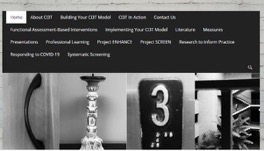 Home About Ci3T Building Your Ci3T Model Ci3T In Action Contact Us
Functional Assessment-Based Interventions Implementing Your Ci3T Model Literature Measures
Presentations Professional Learning Project ENHANCE Project SCREEN Research to Inform Practice
Responding to COVID-19 Systematic Screening
3